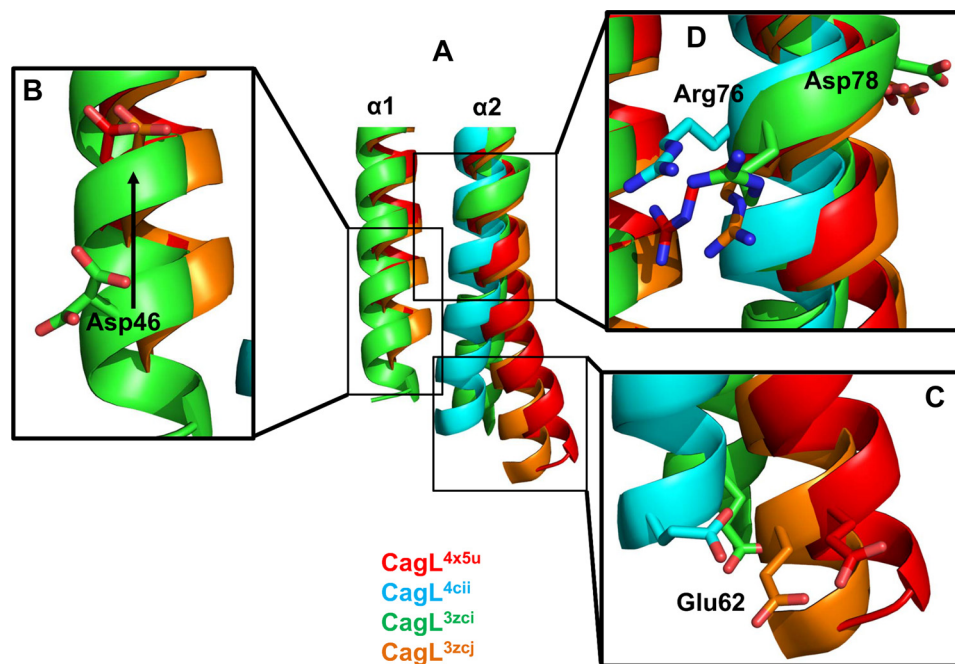 A
B
Asp46
α1
α2
D
Arg76
Asp78
C
Glu62
CagL4x5u
CagL4cii
CagL3zci
CagL3zcj